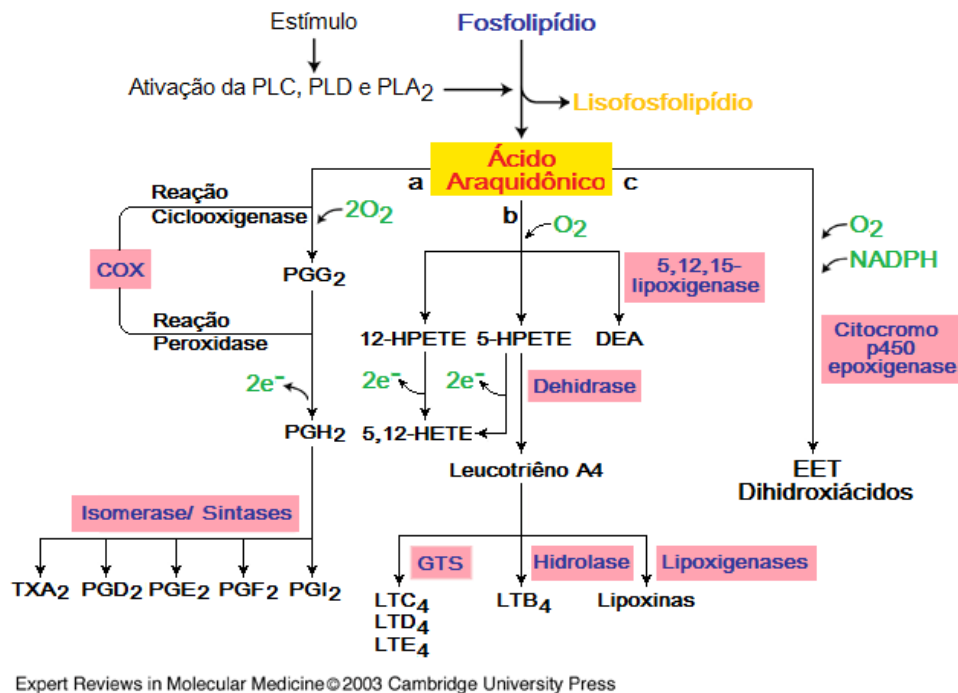 Estímulo
Fosfolipídio
Ativação da PLC, PLD e PLA2
Lisofosfolipídio
Ácido
Araquidônico
a
b
c
Reação
Ciclooxigenase
2O2
COX
PGG2
Reação
Peroxidase
2e-
PGH2
Isomerase/ Sintases
TXA2
PGD2
PGE2
PGF2
PGI2
O2
5,12,15-
lipoxigenase
12-HPETE
5-HPETE
DEA
2e-
2e-
Dehidrase
5,12-HETE
Leucotriêno A4
GTS
Hidrolase
Lipoxigenases
LTC4
LTD4
LTE4
LTB4
Lipoxinas
O2
NADPH
Citocromo
p450
epoxigenase
EET
Dihidroxiácidos
Expert Reviews in Molecular Medicine©2003 Cambridge University Press